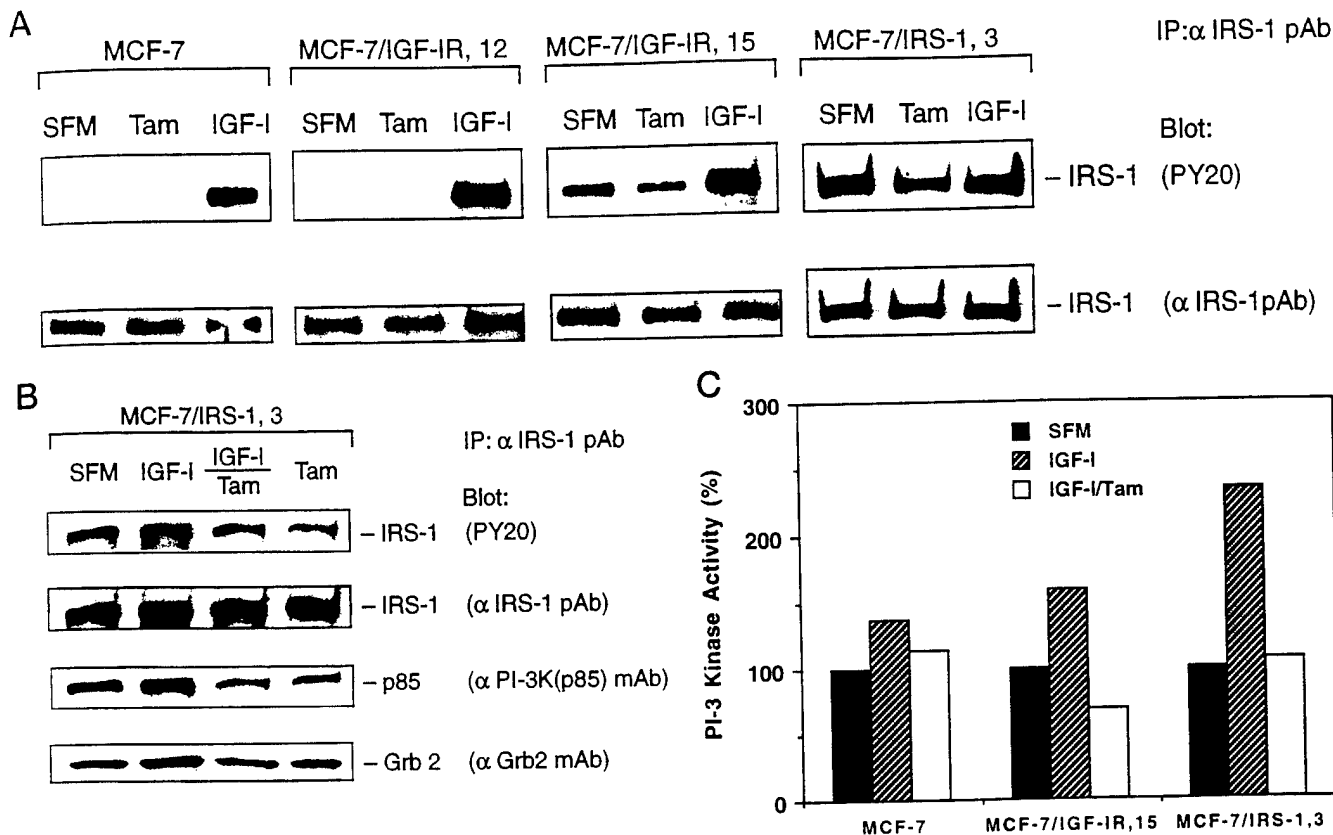 A
MCF-7
MCF-7/IGF-IR, 12
MCF-7/IGF-IR, 15
MCF-7/IRS-1, 3
IP:α IRS-1 pAb
SFM Tam IGF-I
SFM Tam IGF-I
SFM Tam IGF-I
SFM Tam IGF-I
Blot:
– IRS-1 (PY20)
– IRS-1 (α IRS-1pAb)
B
MCF-7/IRS-1, 3
IP: α IRS-1 pAb
SFM IGF-I IGF-I/Tam Tam
Blot:
– IRS-1 (PY20)
– IRS-1 (α IRS-1 pAb)
– p85 (α PI-3K(p85) mAb)
– Grb 2 (α Grb2 mAb)
C
PI-3 Kinase Activity (%)
300
200
100
0
SFM
IGF-I
IGF-I/Tam
MCF-7
MCF-7/IGF-IR,15
MCF-7/IRS-1,3